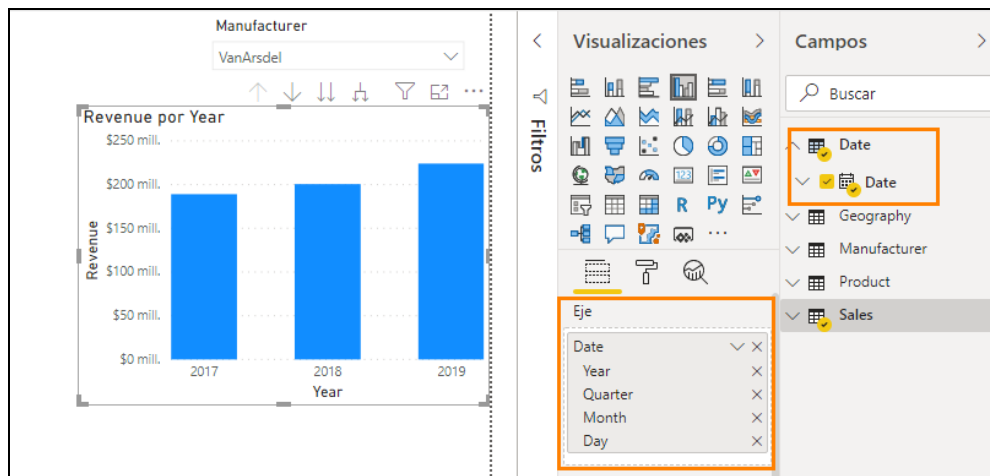 Manufacturer
VanArsdel
Revenue por Year
$250 mill.
$200 mill.
$150 mill.
$100 mill.
$50 mill.
$0 mill.
Revenue
2017 2018 2019
Year
Filtros
Visualizaciones
123
R Py
Eje
Date
Year
Quarter
Month
Day
Campos
Buscar
Date
Date
Geography
Manufacturer
Product
Sales